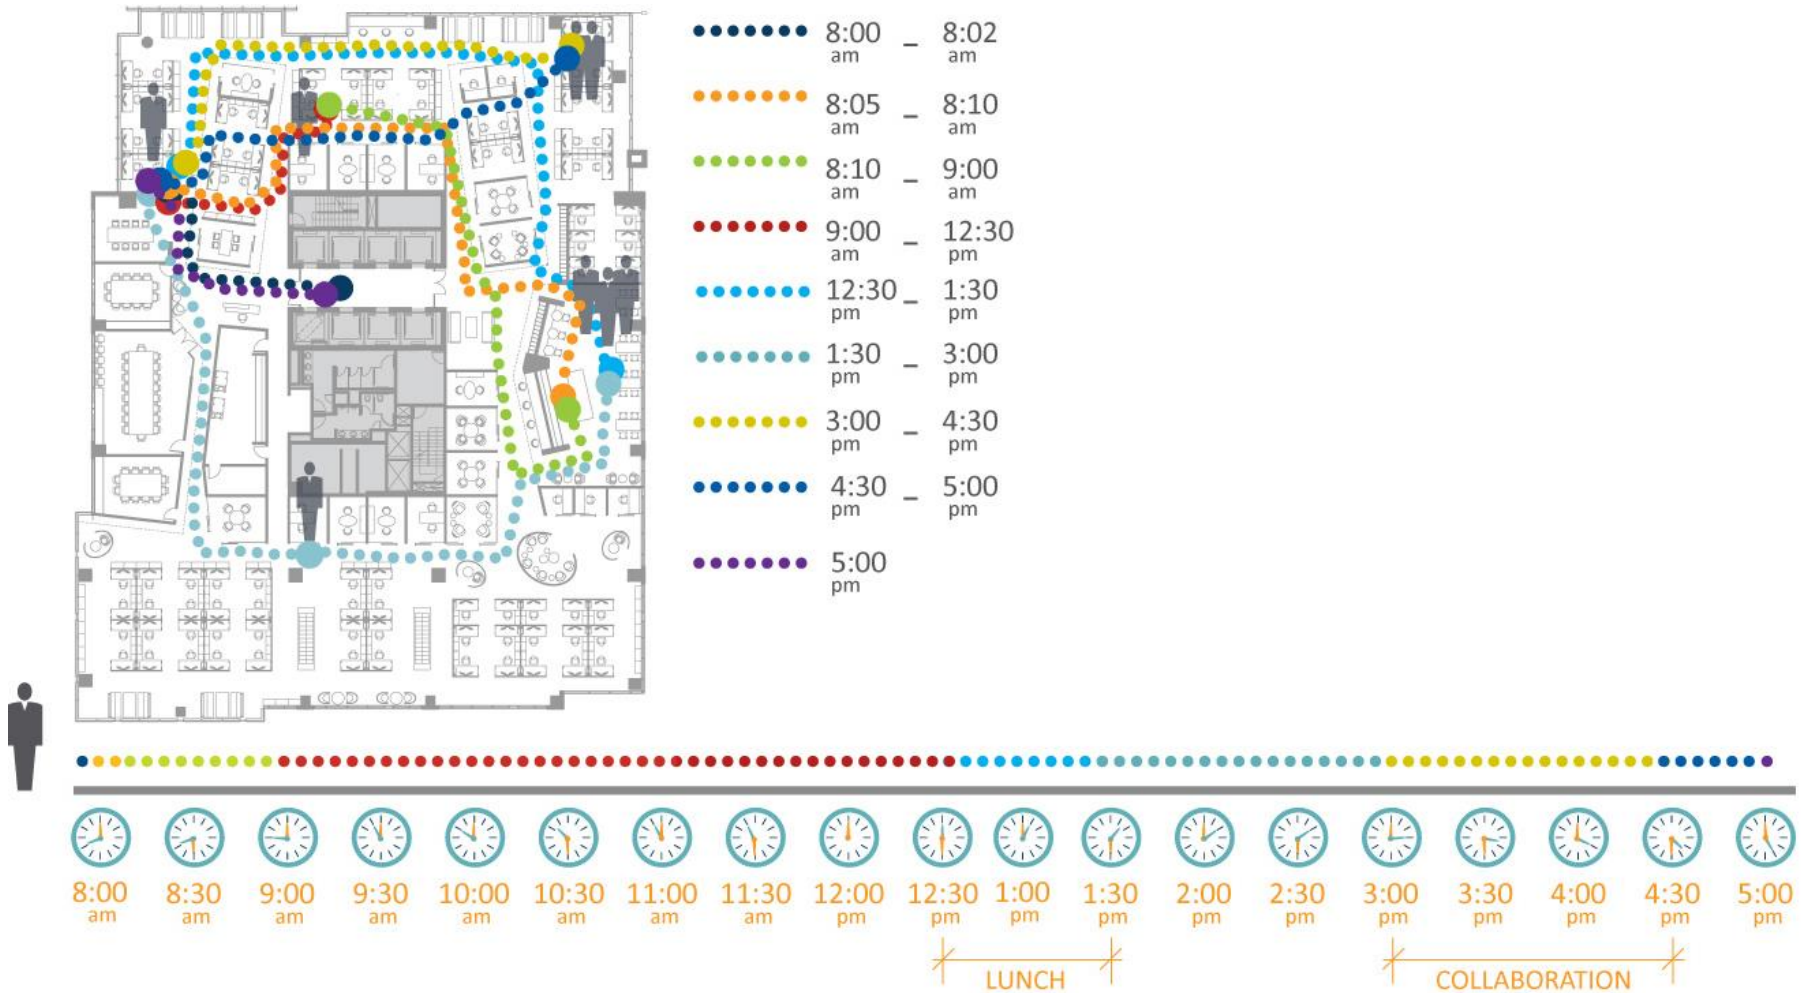 8:00 am – 8:02 am
8:05 am – 8:10 am
8:10 am – 9:00 am
9:00 am – 12:30 pm
12:30 pm – 1:30 pm
1:30 pm – 3:00 pm
3:00 pm – 4:30 pm
4:30 pm – 5:00 pm
5:00 pm
8:00 8:30 9:00 9:30 10:00 10:30 11:00 11:30 12:00 12:30 1:00 1:30 2:00 2:30 3:00 3:30 4:00 4:30 5:00
am am am am am am am am pm pm pm pm pm pm pm pm pm pm pm
LUNCH COLLABORATION